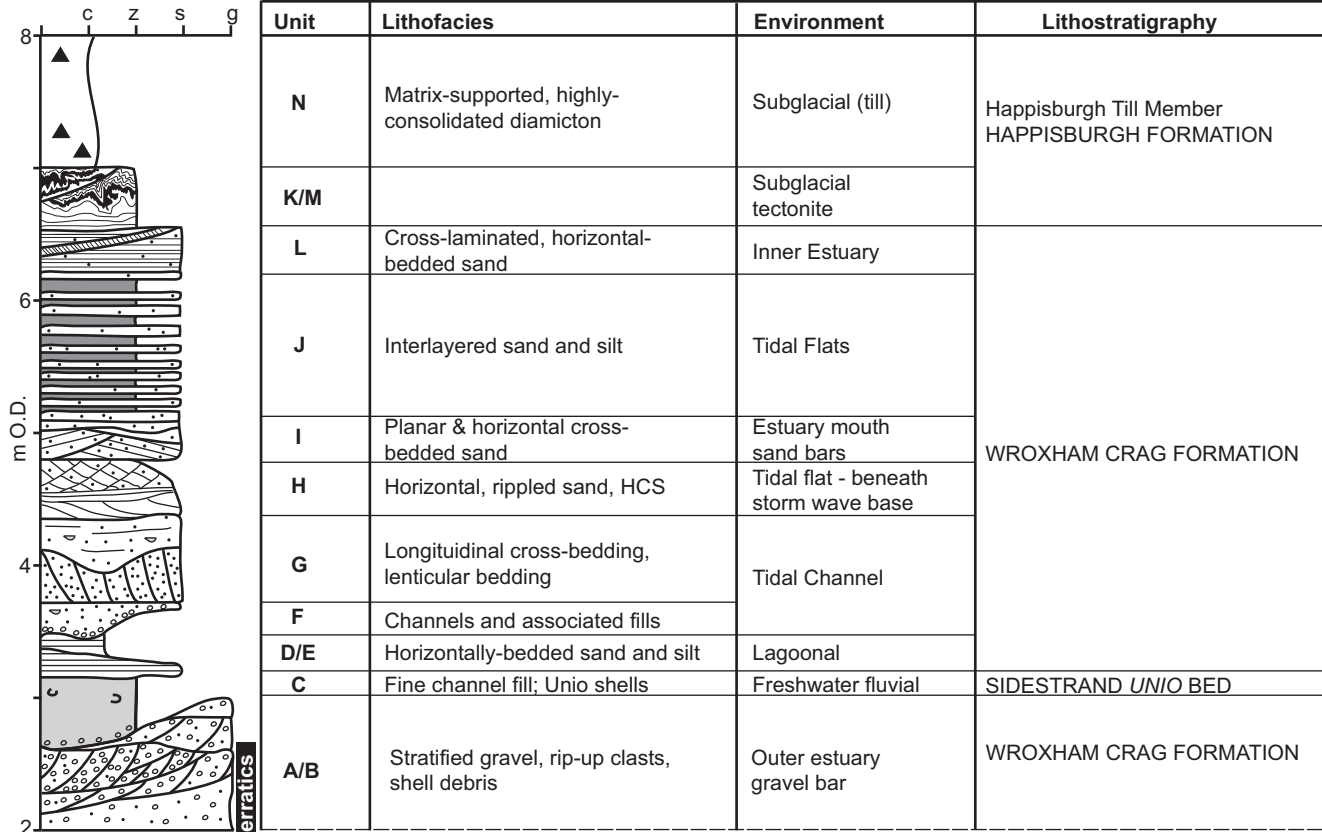 c z s g
8
6
m O.D.
4
2
erratics
Unit Lithofacies Environment Lithostratigraphy
N
Matrix-supported, highly-
consolidated diamicton
Subglacial (till)
Happisburgh Till Member
HAPPISBURGH FORMATION
K/M
Subglacial
tectonite
L
Cross-laminated, horizontal-
bedded sand
Inner Estuary
J
Interlayered sand and silt
Tidal Flats
I
Planar & horizontal cross-
bedded sand
Estuary mouth
sand bars
WROXHAM CRAG FORMATION
H
Horizontal, rippled sand, HCS
Tidal flat - beneath
storm wave base
G
Longituidinal cross-bedding,
lenticular bedding
Tidal Channel
F
Channels and associated fills
D/E
Horizontally-bedded sand and silt
Lagoonal
C
Fine channel fill; Unio shells
Freshwater fluvial
SIDESTRAND UNIO BED
A/B
Stratified gravel, rip-up clasts,
shell debris
Outer estuary
gravel bar
WROXHAM CRAG FORMATION